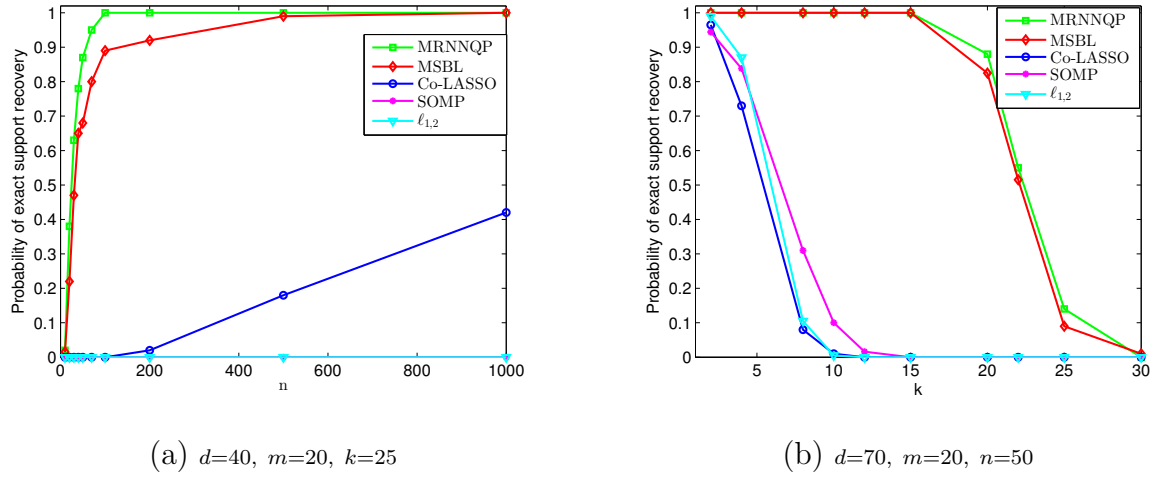 Probability of exact support recovery
1
0.9
0.8
0.7
0.6
0.5
0.4
0.3
0.2
0.1
0
MRNNQP
MSBL
Co-LASSO
SOMP
ℓ1,2
0 200 400 600 800 1000
n
(a) d=40, m=20, k=25
Probability of exact support recovery
1
0.9
0.8
0.7
0.6
0.5
0.4
0.3
0.2
0.1
0
MRNNQP
MSBL
Co-LASSO
SOMP
ℓ1,2
5 10 15 20 25 30
k
(b) d=70, m=20, n=50